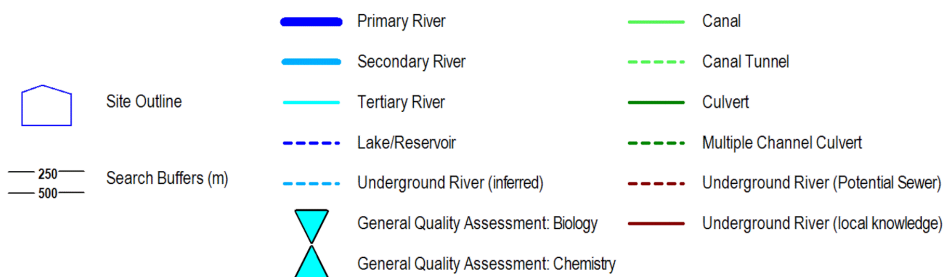 Site Outline
250
500
Search Buffers (m)
Primary River
Secondary River
Tertiary River
Lake/Reservoir
Underground River (inferred)
General Quality Assessment: Biology
General Quality Assessment: Chemistry
Canal
Canal Tunnel
Culvert
Multiple Channel Culvert
Underground River (Potential Sewer)
Underground River (local knowledge)